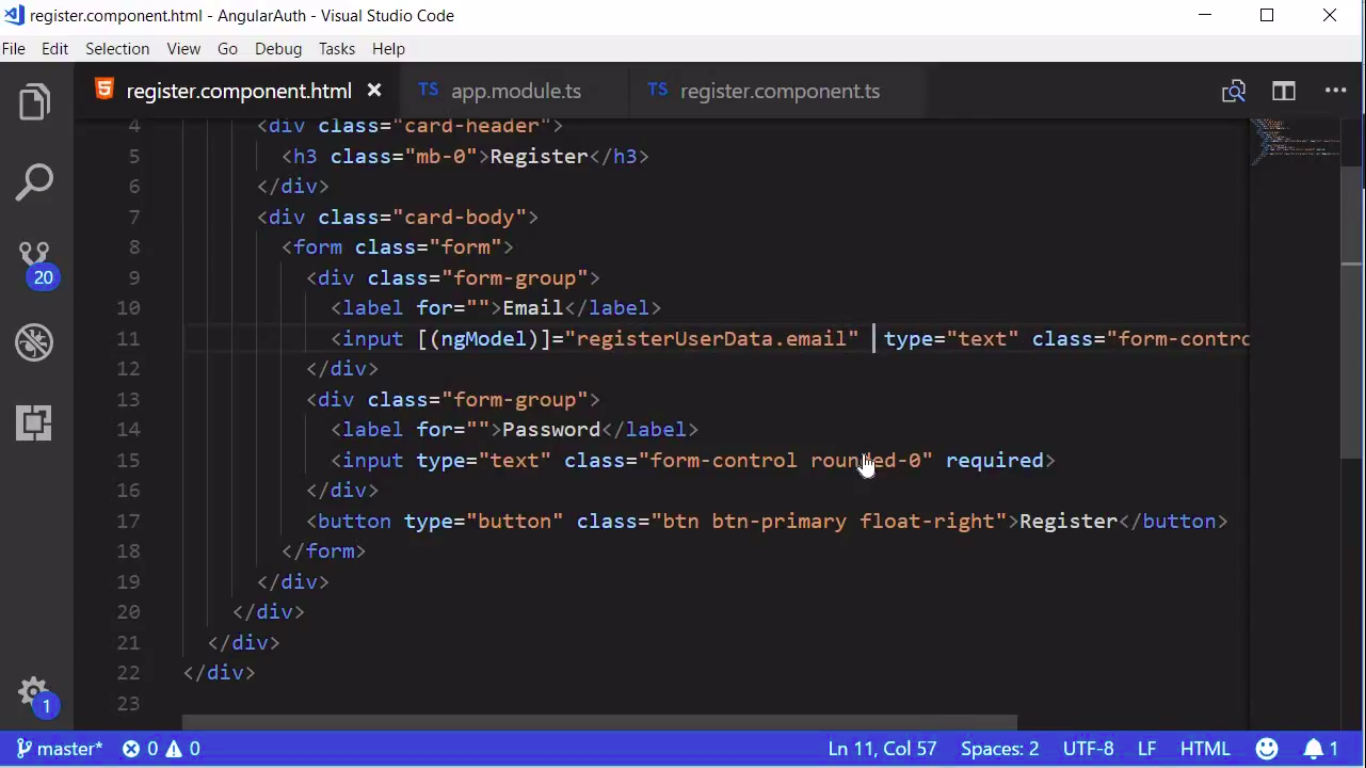 register.component.html - AngularAuth - Visual Studio Code
File Edit Selection View Go Debug Tasks Help
register.component.html TS app.module.ts TS register.component.ts
4 <div class="card-header">
5 <h3 class="mb-0">Register</h3>
6 </div>
7 <div class="card-body">
8 <form class="form">
9 <div class="form-group">
10 <label for="">Email</label>
11 <input [(ngModel)]="registerUserData.email" type="text" class="form-contro
12 </div>
13 <div class="form-group">
14 <label for="">Password</label>
15 <input type="text" class="form-control rounded-0" required>
16 </div>
17 <button type="button" class="btn btn-primary float-right">Register</button>
18 </form>
19 </div>
20 </div>
21 </div>
22 </div>
23
20
1
master* 0 0 Ln 11, Col 57 Spaces: 2 UTF-8 LF HTML 1